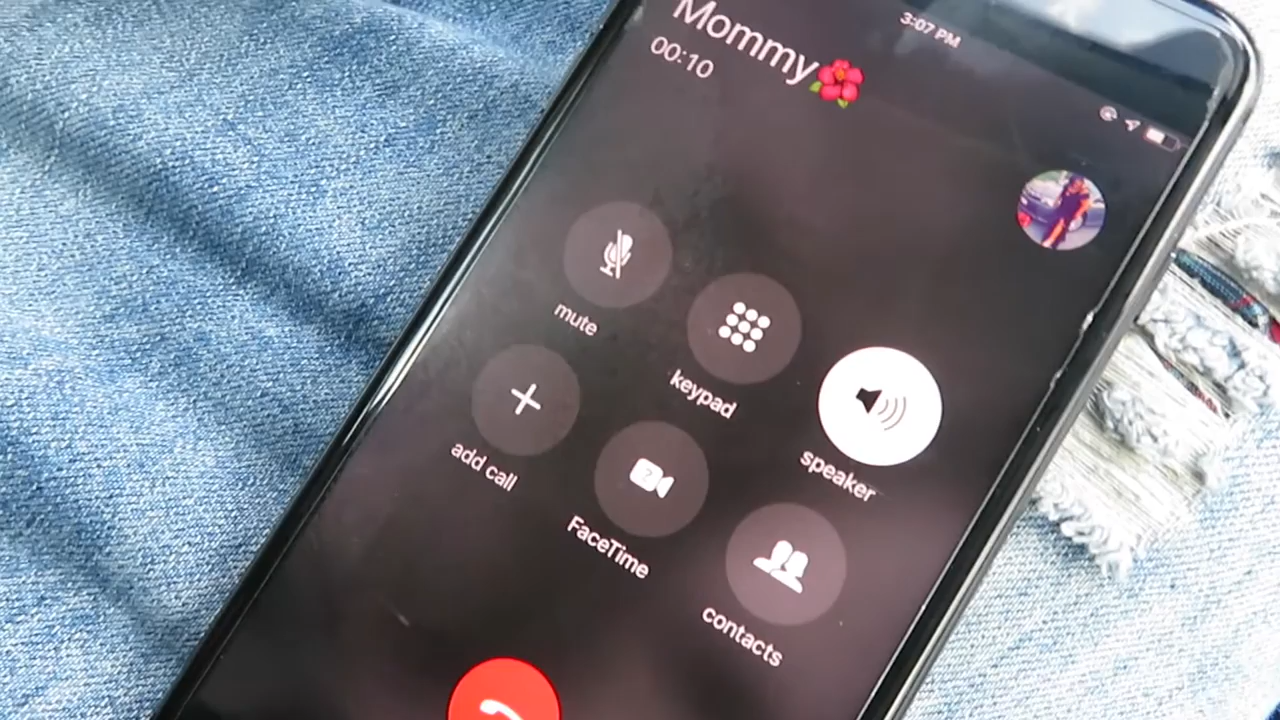 3:07 PM
Mommy🌺
00:10
mute
keypad
speaker
add call
FaceTime
contacts